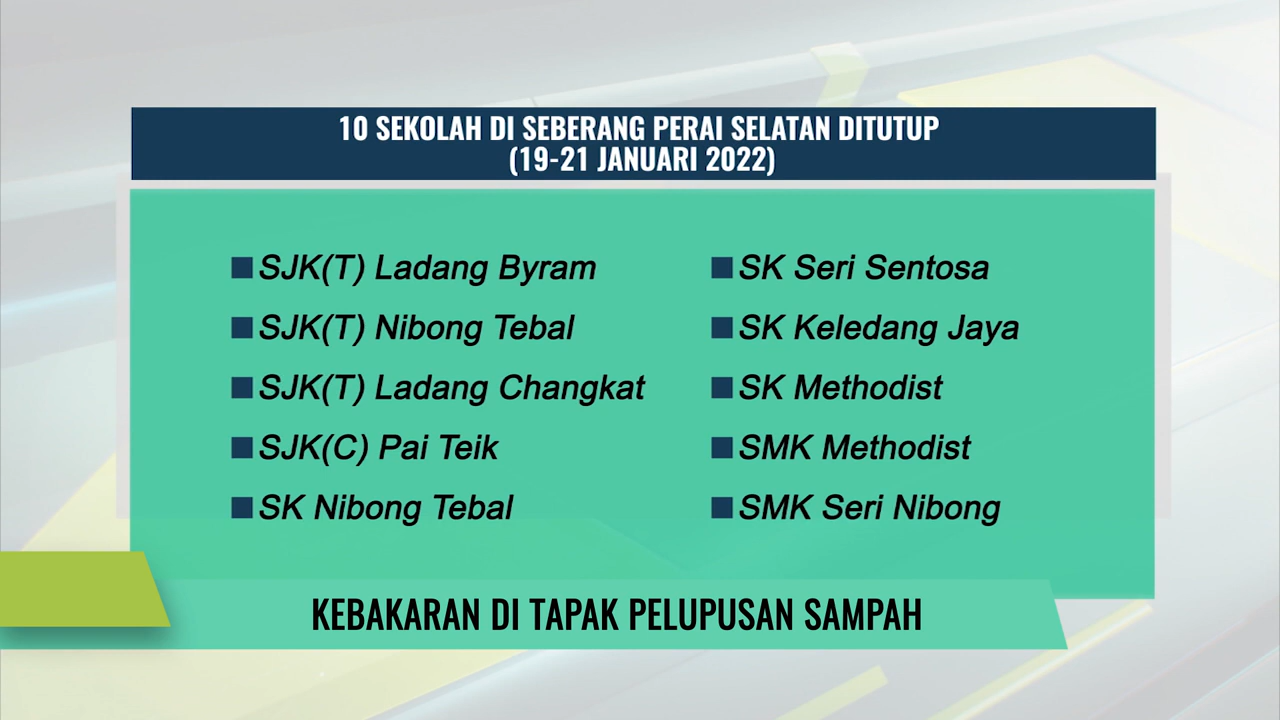 10 SEKOLAH DI SEBERANG PERAI SELATAN DITUTUP
(19-21 JANUARI 2022)
SJK(T) Ladang Byram
SJK(T) Nibong Tebal
SJK(T) Ladang Changkat
SJK(C) Pai Teik
SK Nibong Tebal
SK Seri Sentosa
SK Keledang Jaya
SK Methodist
SMK Methodist
SMK Seri Nibong
KEBAKARAN DI TAPAK PELUPUSAN SAMPAH